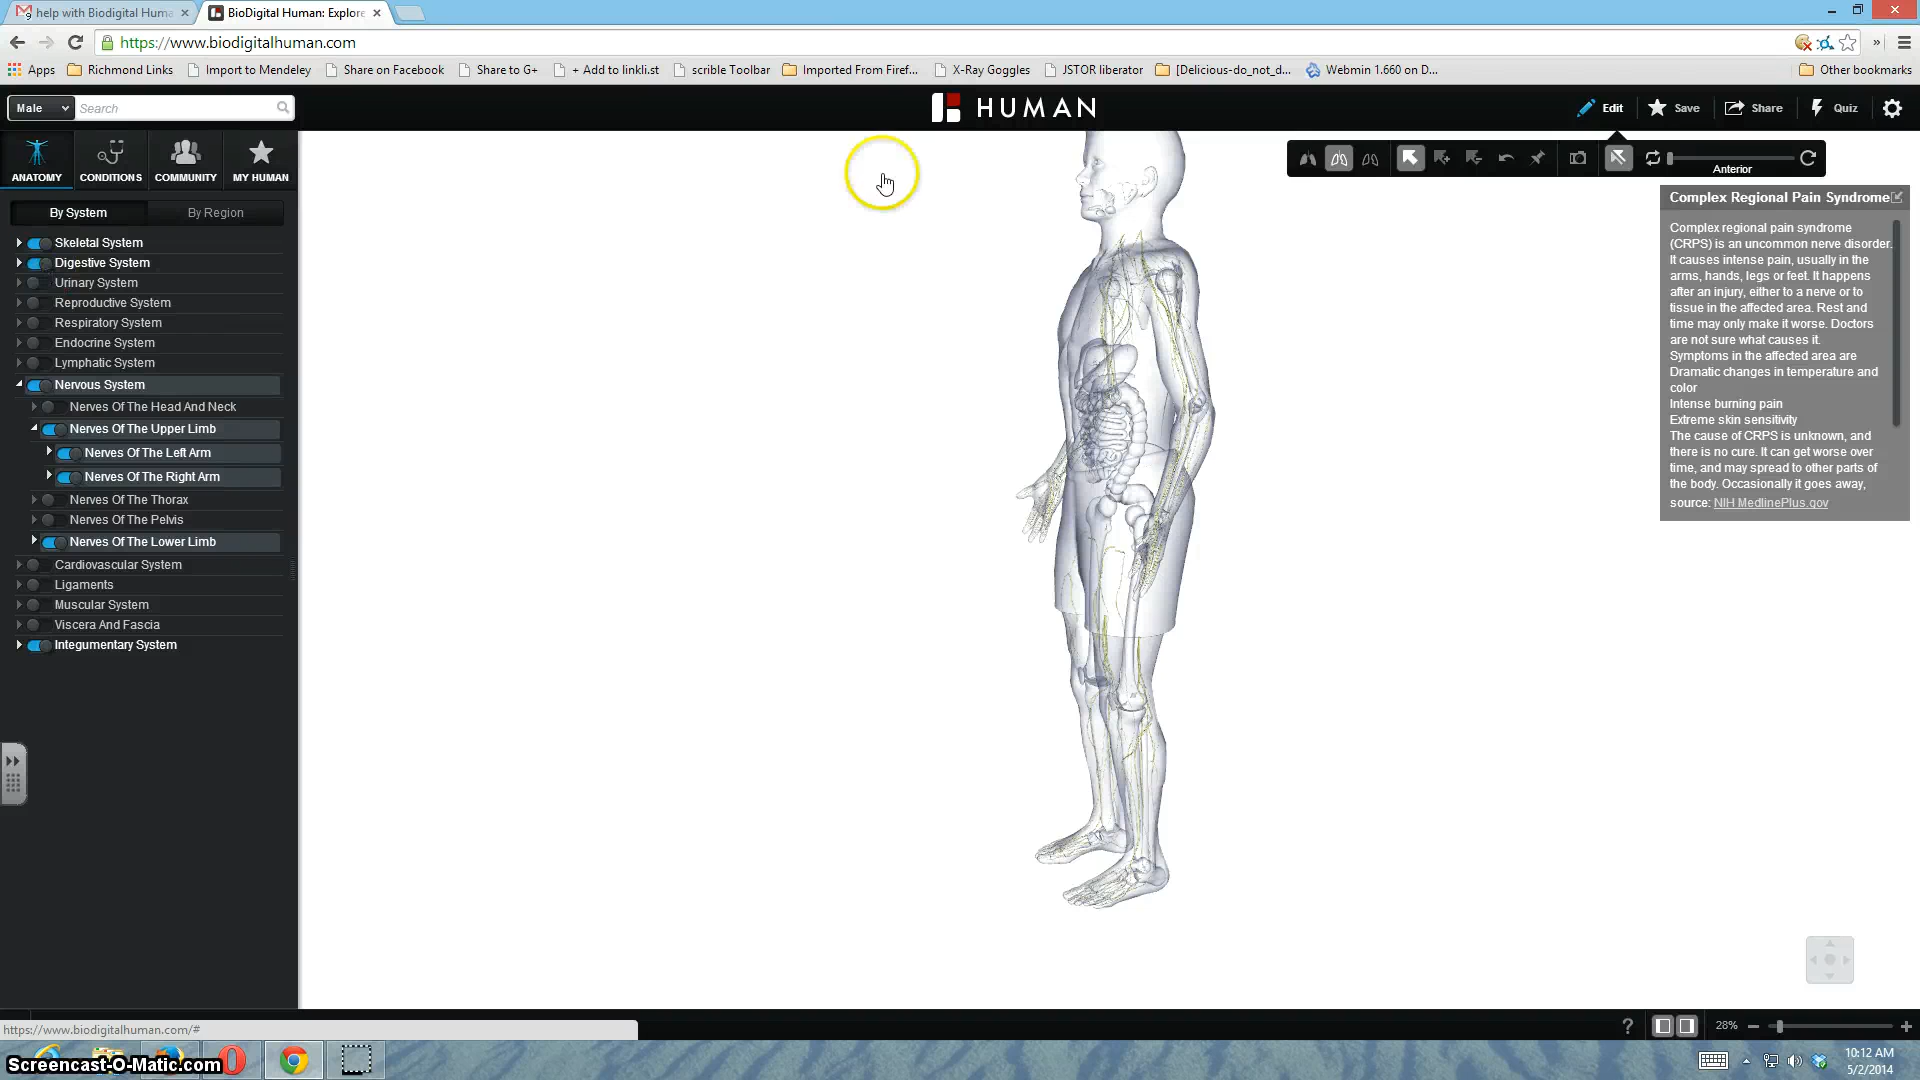 help with Biodigital Huma
BioDigital Human: Explore
https://www.biodigitalhuman.com
Apps
Richmond Links
Import to Mendeley
Share on Facebook
Share to G+
+ Add to linkli.st
scrible Toolbar
Imported From Firef...
X-Ray Goggles
JSTOR liberator
[Delicious-do_not_d...
Webmin 1.660 on D...
Other bookmarks
Male
Search
HUMAN
Edit
Save
Share
Quiz
ANATOMY
CONDITIONS
COMMUNITY
MY HUMAN
Anterior
By System
By Region
Skeletal System
Digestive System
Urinary System
Reproductive System
Respiratory System
Endocrine System
Lymphatic System
Nervous System
Nerves Of The Head And Neck
Nerves Of The Upper Limb
Nerves Of The Left Arm
Nerves Of The Right Arm
Nerves Of The Thorax
Nerves Of The Pelvis
Nerves Of The Lower Limb
Cardiovascular System
Ligaments
Muscular System
Viscera And Fascia
Integumentary System
Complex Regional Pain Syndrome
Complex regional pain syndrome
(CRPS) is an uncommon nerve disorder.
It causes intense pain, usually in the
arms, hands, legs or feet. It happens
after an injury, either to a nerve or to
tissue in the affected area. Rest and
time may only make it worse. Doctors
are not sure what causes it.
Symptoms in the affected area are
Dramatic changes in temperature and
color
Intense burning pain
Extreme skin sensitivity
The cause of CRPS is unknown, and
there is no cure. It can get worse over
time, and may spread to other parts of
the body. Occasionally it goes away,
source: NIH MedlinePlus.gov
https://www.biodigitalhuman.com/#
?
28%
Screencast-O-Matic.com
10:12 AM
5/2/2014